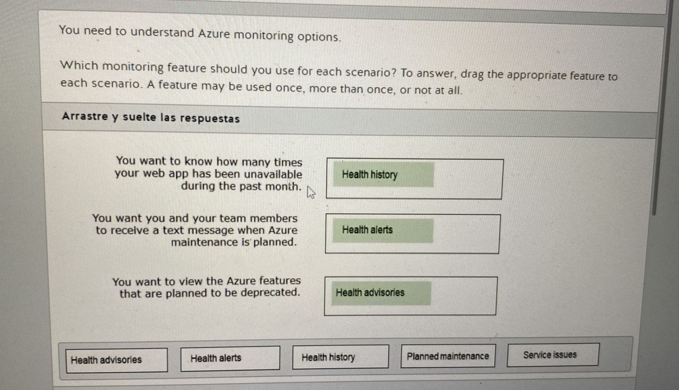 You need to understand Azure monitoring options.
Which monitoring feature should you use for each scenario? To answer, drag the appropriate feature to
each scenario. A feature may be used once, more than once, or not at all.
Arrastre y suelte las respuestas
You want to know how many times
your web app has been unavailable
during the past month.
Health history
You want you and your team members
to receive a text message when Azure
maintenance is planned.
Health alerts
You want to view the Azure features
that are planned to be deprecated.
Health advisories
Health advisories
Health alerts
Health history
Planned maintenance
Service issues